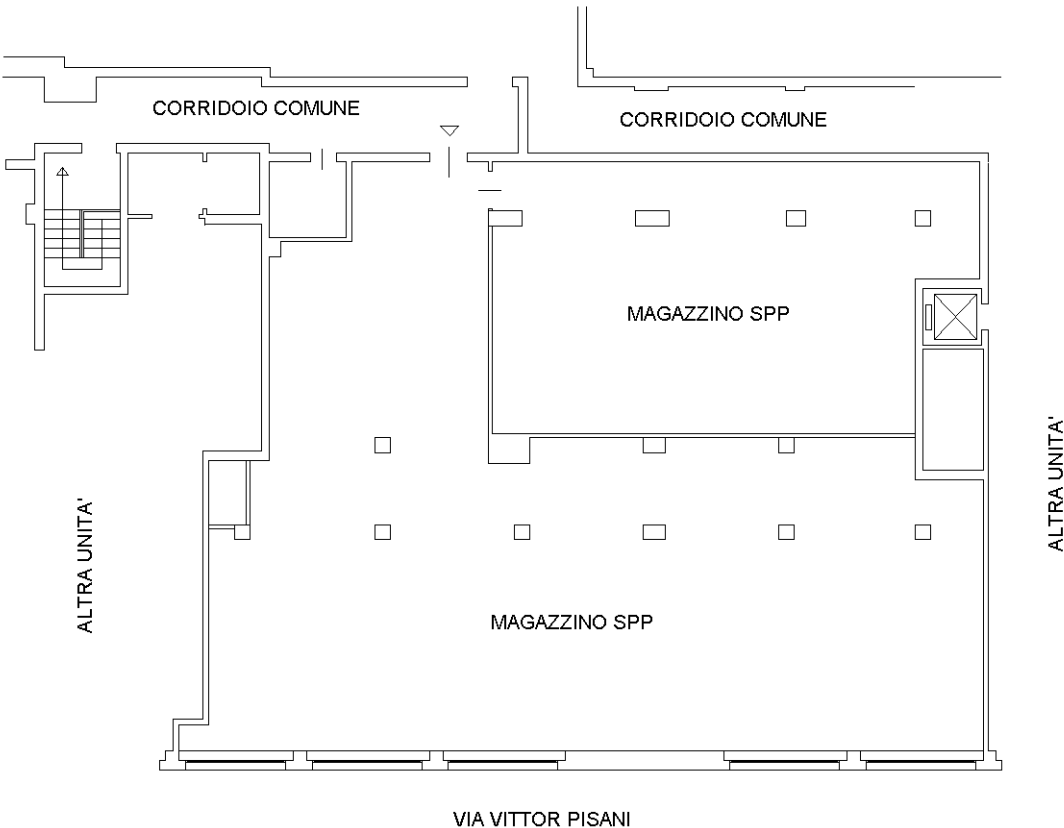 CORRIDOIO COMUNE
CORRIDOIO COMUNE
MAGAZZINO SPP
ALTRA UNITA'
ALTRA UNITA'
MAGAZZINO SPP
VIA VITTOR PISANI